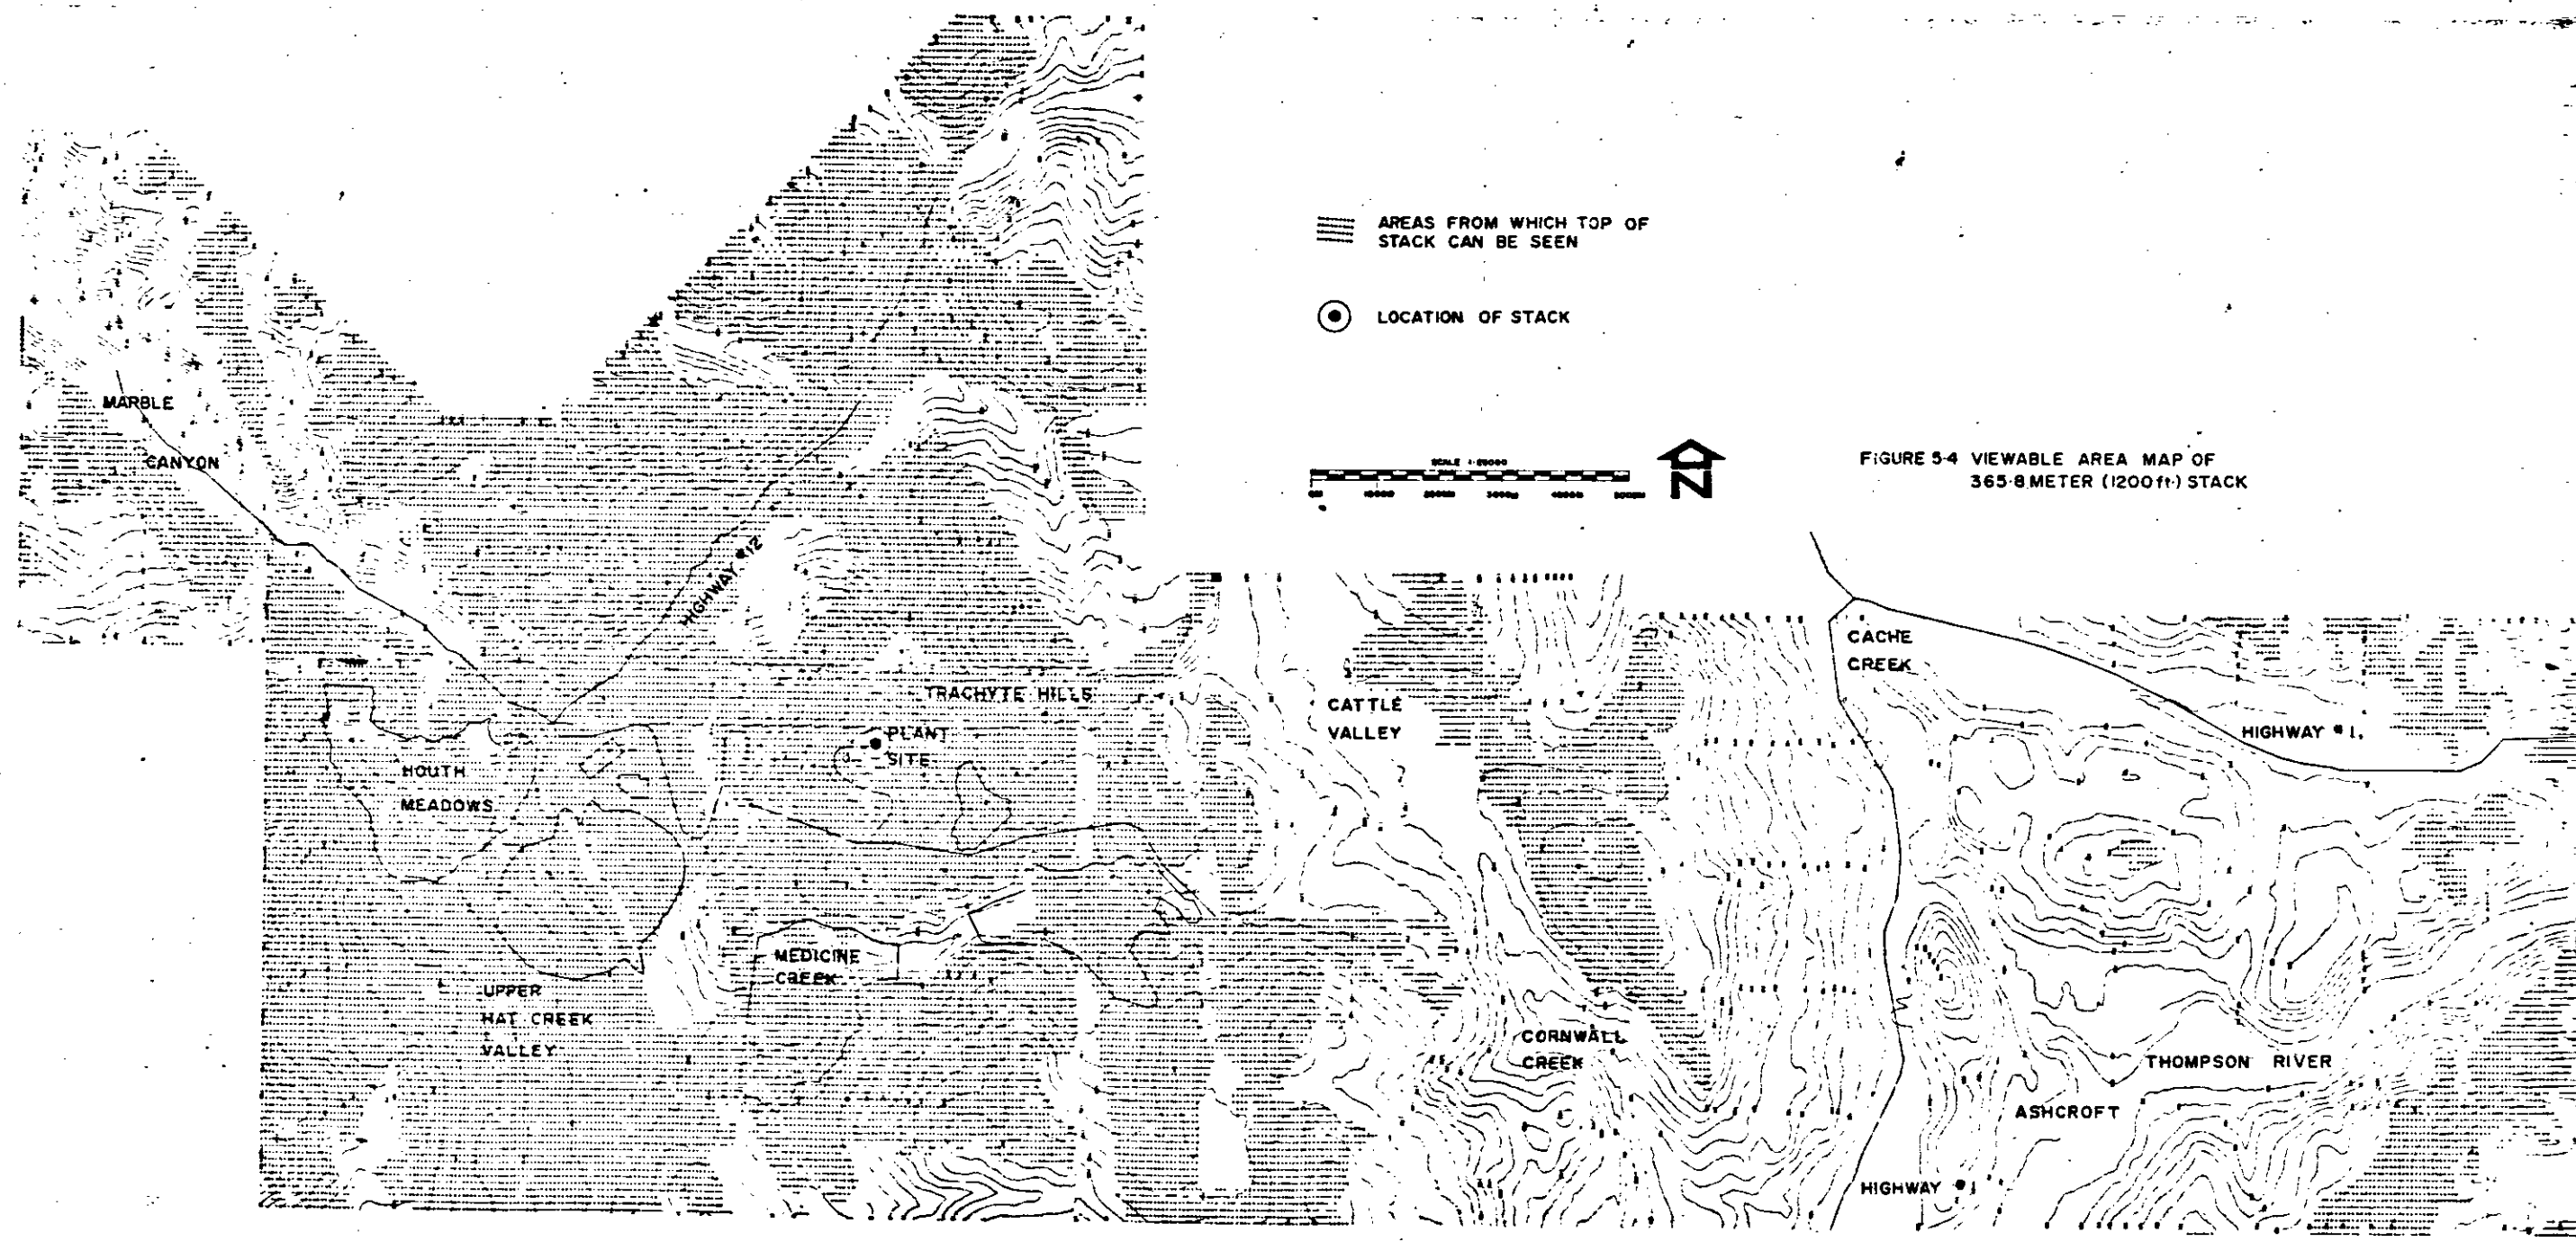 AREAS FROM WHICH TOP OF
STACK CAN BE SEEN
LOCATION OF STACK
MARBLE
CANYON
SCALE
N
FIGURE 5-4 VIEWABLE AREA MAP OF
365·8 METER (1200 ft·) STACK
HIGHWAY #12
CACHE
CREEK
TRACHYTE HILLS
CATTLE
VALLEY
HIGHWAY #1
PLANT
SITE
HOUTH
MEADOWS
MEDICINE
CREEK
UPPER
HAT CREEK
VALLEY
CORNWALL
CREEK
THOMPSON RIVER
ASHCROFT
HIGHWAY